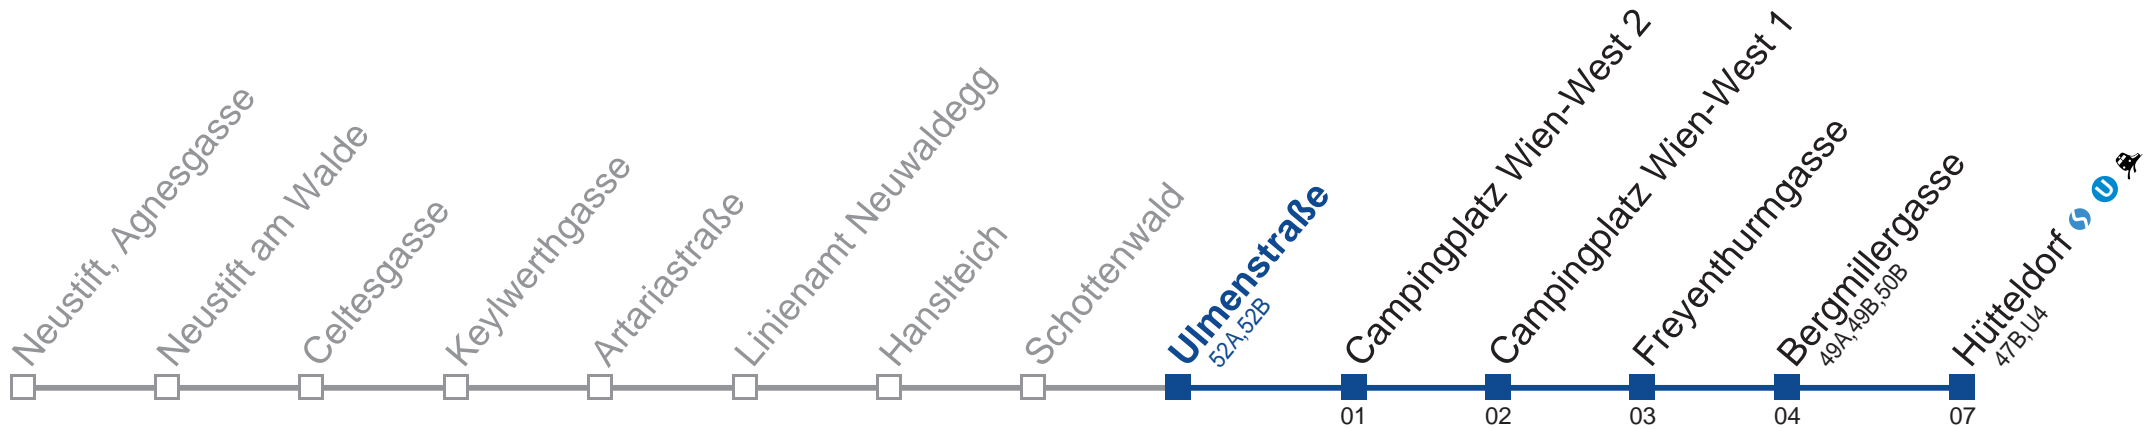 Neustift, Agnesgasse
Neustift am Walde
Celtesgasse
Keylwerthgasse
Artariastraße
Linienamt Neuwaldegg
Hanslteich
Schottenwald
Ulmenstraße
52A,52B
Campingplatz Wien-West 2
Campingplatz Wien-West 1
Freyenthurmgasse
Bergmillergasse
49A,49B,50B
Hütteldorf S U
47B,U4
01
02
03
04
07